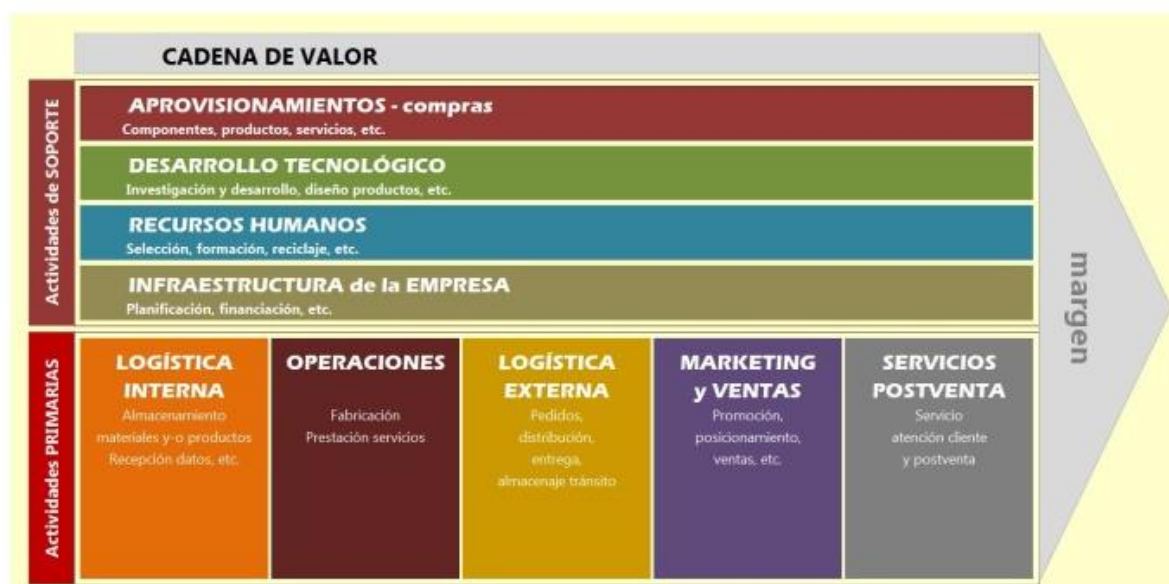 CADENA DE VALOR
Actividades de SOPORTE
APROVISIONAMIENTOS - compras
Componentes, productos, servicios, etc.
DESARROLLO TECNOLÓGICO
Investigación y desarrollo, diseño productos, etc.
RECURSOS HUMANOS
Selección, formación, reciclaje, etc.
INFRAESTRUCTURA de la EMPRESA
Planificación, financiación, etc.
margen
Actividades PRIMARIAS
LOGÍSTICA
INTERNA
Almacenamiento
materiales y-o productos
Recepción datos, etc.
OPERACIONES
Fabricación
Prestación servicios
LOGÍSTICA
EXTERNA
Pedidos,
distribución,
entrega,
almacenaje tránsito
MARKETING
y VENTAS
Promoción,
posicionamiento,
ventas, etc.
SERVICIOS
POSTVENTA
Servicio
atención cliente
y postventa